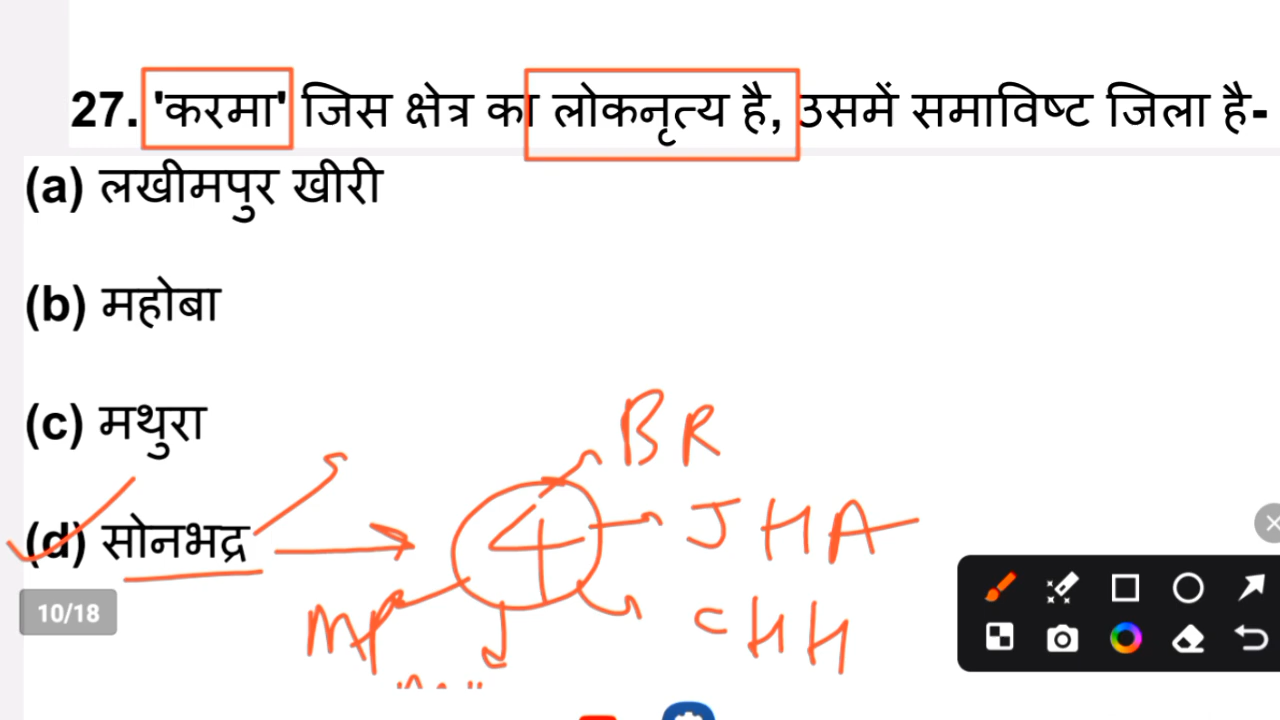 27. 'करमा' जिस क्षेत्र का लोकनृत्य है, उसमें समाविष्ट जिला है-
(a) लखीमपुर खीरी
(b) महोबा
(c) मथुरा
BR
(d) सोनभद्र
4
JHA
10/18
MP
CHH